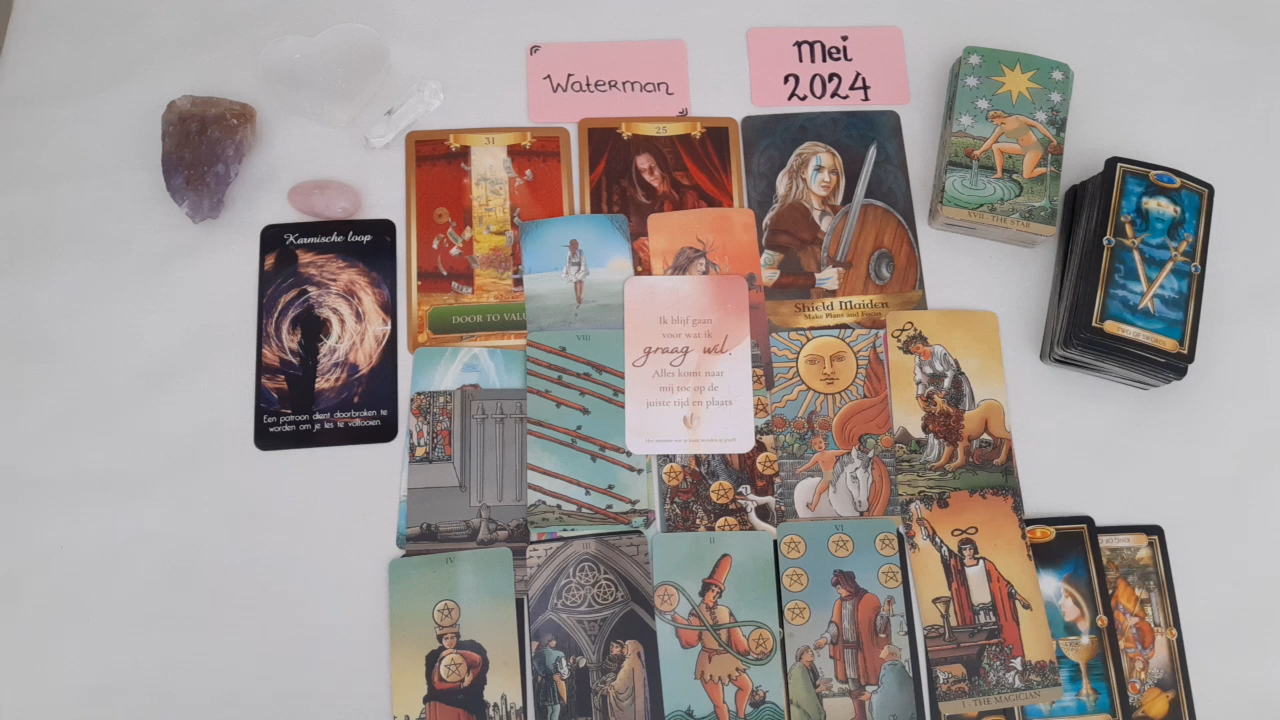 Waterman
Mei
2024
31
25
XVII - THE STAR
TWO OF SWORDS
Karmische loop
Een patroon dient doorbroken te
worden om je les te voltooien.
DOOR TO VALU
Shield Maiden
Make Plans and Focus
Ik blijf gaan
voor wat ik
graag wil.
Alles komt naar
mij toe op de
juiste tijd en plaats
VIII
IV
III
II
VI
I - THE MAGICIAN
KING OF